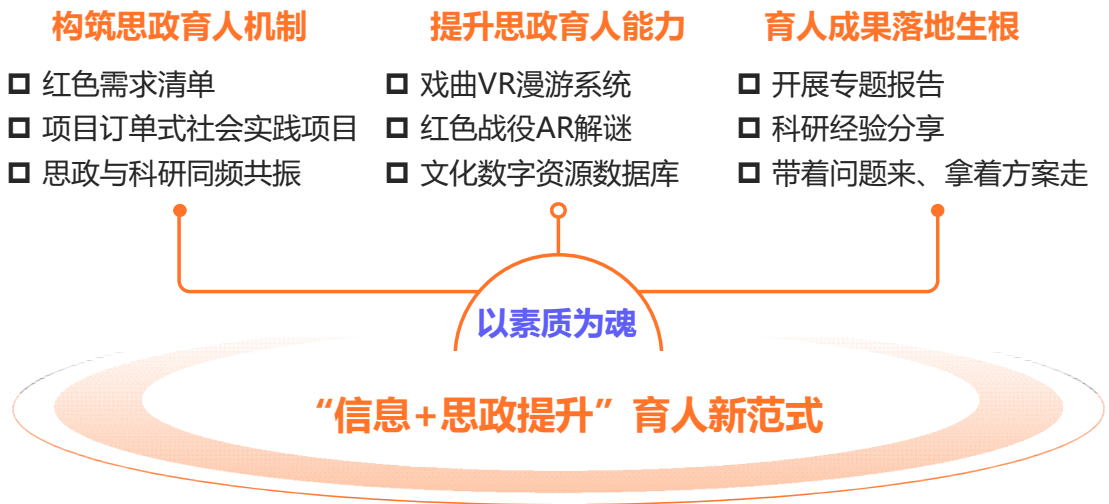 构筑思政育人机制
红色需求清单
项目订单式社会实践项目
思政与科研同频共振
提升思政育人能力
戏曲VR漫游系统
红色战役AR解谜
文化数字资源数据库
育人成果落地生根
开展专题报告
科研经验分享
带着问题来、拿着方案走
以素质为魂
“信息+思政提升”育人新范式